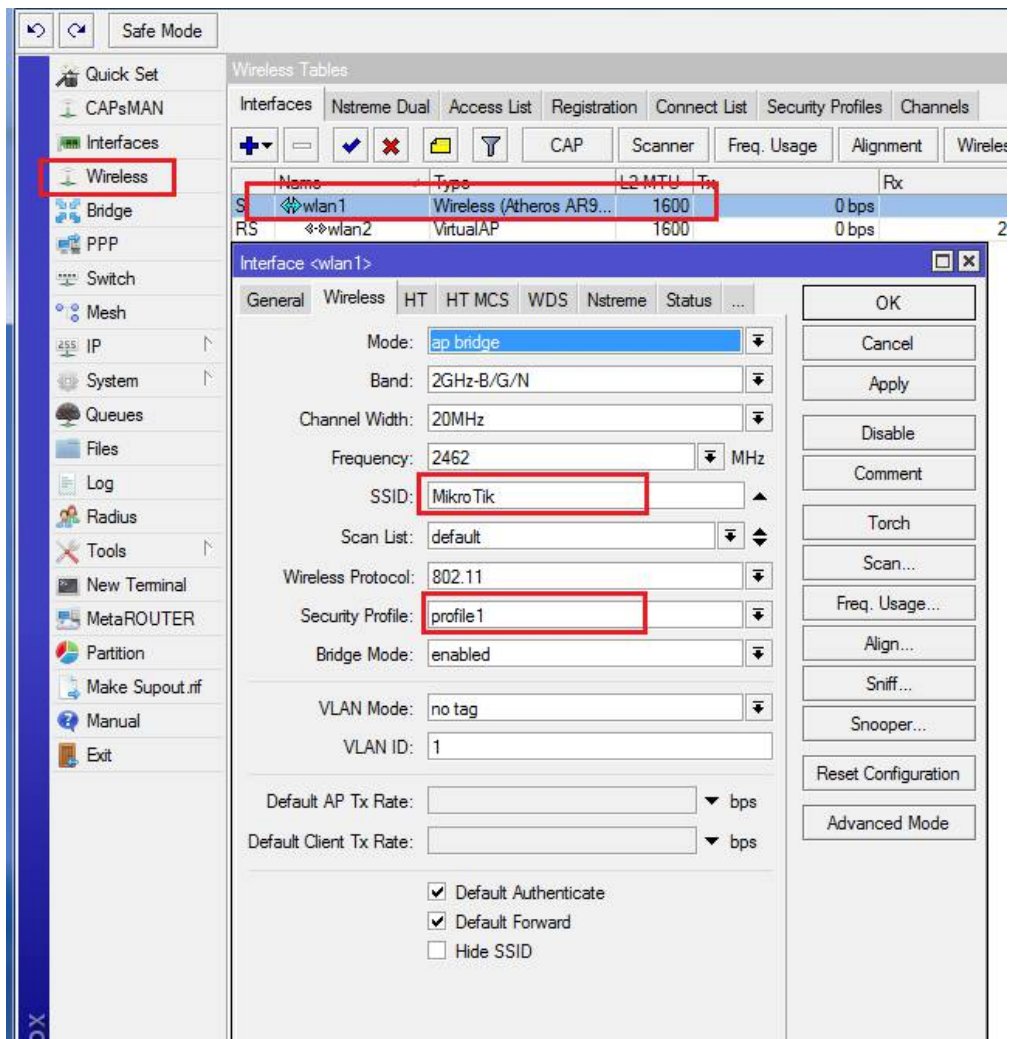 Safe Mode
Quick Set
CAPsMAN
Interfaces
Wireless
Bridge
PPP
Switch
Mesh
IP
System
Queues
Files
Log
Radius
Tools
New Terminal
MetaROUTER
Partition
Make Supout.rif
Manual
Exit
Wireless Tables
Interfaces Nstreme Dual Access List Registration Connect List Security Profiles Channels
CAP Scanner Freq. Usage Alignment Wireles
Name Type L2 MTU Tx Rx
S wlan1 Wireless (Atheros AR9... 1600 0 bps
RS wlan2 VirtualAP 1600 0 bps 2
Interface <wlan1>
General Wireless HT HT MCS WDS Nstreme Status ...
Mode: ap bridge
Band: 2GHz-B/G/N
Channel Width: 20MHz
Frequency: 2462 MHz
SSID: MikroTik
Scan List: default
Wireless Protocol: 802.11
Security Profile: profile1
Bridge Mode: enabled
VLAN Mode: no tag
VLAN ID: 1
Default AP Tx Rate: bps
Default Client Tx Rate: bps
Default Authenticate
Default Forward
Hide SSID
OK
Cancel
Apply
Disable
Comment
Torch
Scan...
Freq. Usage...
Align...
Sniff...
Snooper...
Reset Configuration
Advanced Mode